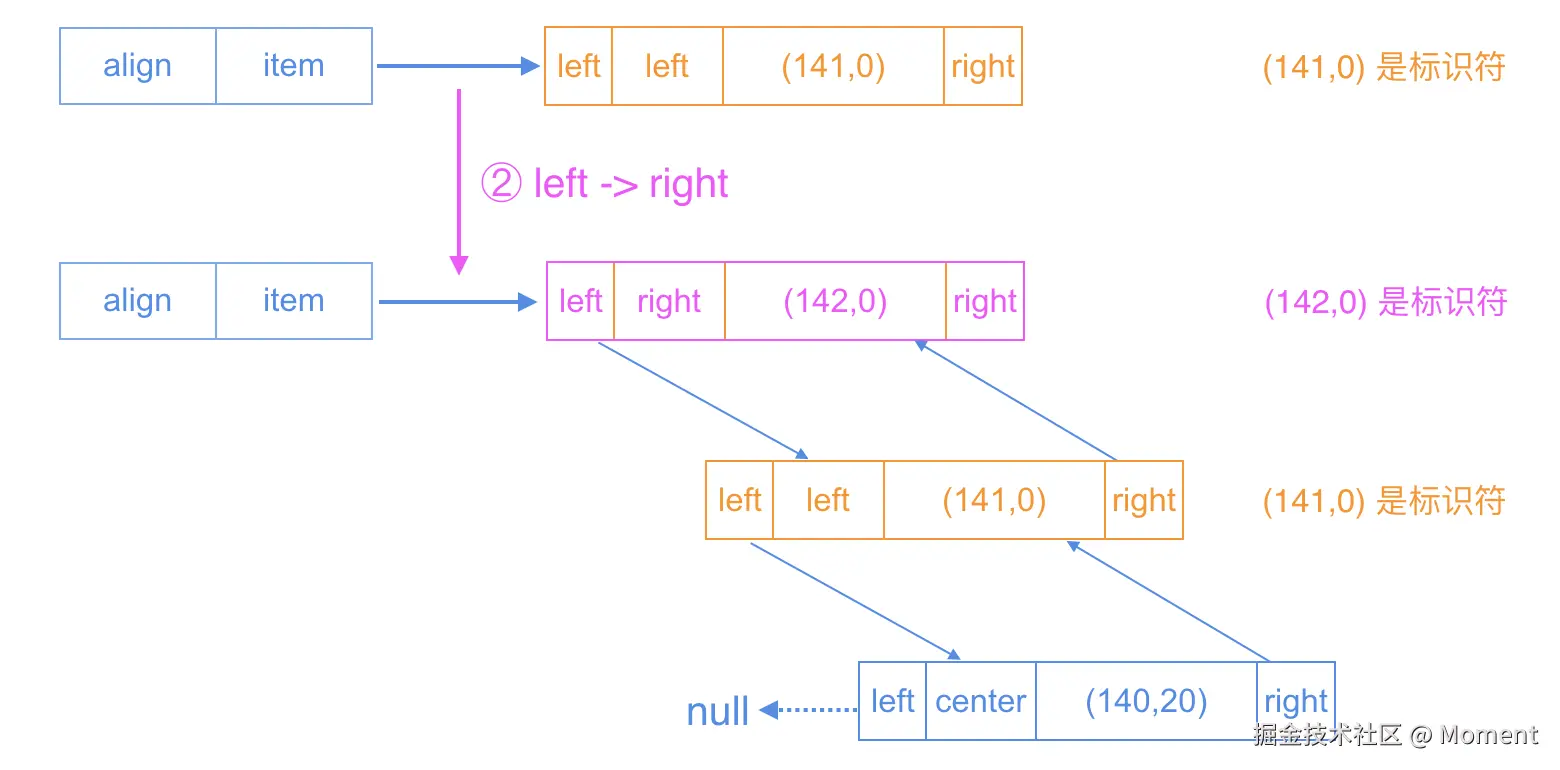 align item left left (141,0) right (141,0) 是标识符
② left -> right
align item left right (142,0) right (142,0) 是标识符
left left (141,0) right (141,0) 是标识符
null left center (140,20) right
掘金技术社区 @ Moment